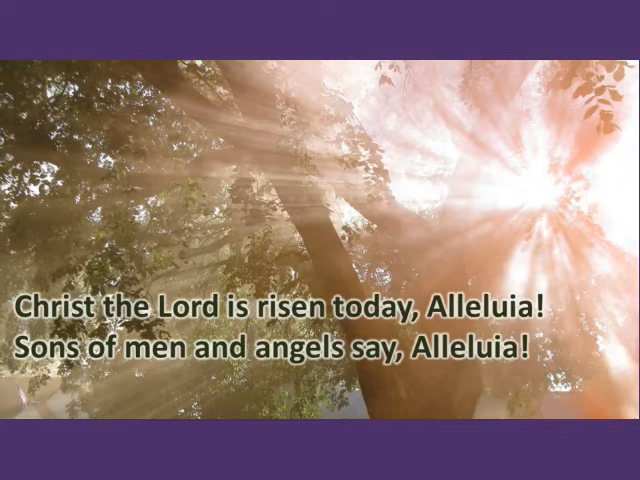 Christ the Lord is risen today, Alleluia!
Sons of men and angels say, Alleluia!